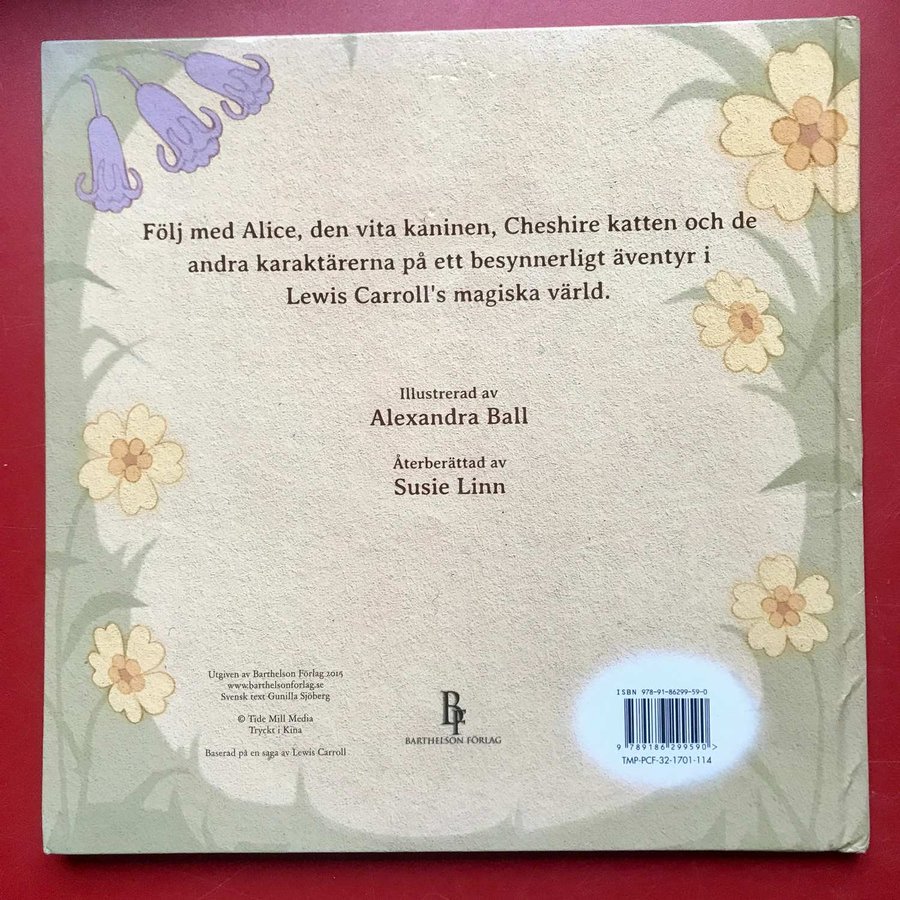 Följ med Alice, den vita kaninen, Cheshire katten och de
andra karaktärerna på ett besynnerligt äventyr i
Lewis Carroll's magiska värld.
Illustrerad av
Alexandra Ball
Återberättad av
Susie Linn
Utgiven av Barthelson Förlag 2015
www.barthelsonforlag.se
Svensk text Gunilla Sjöberg
© Tide Mill Media
Tryckt i Kina
Baserad på en saga av Lewis Carroll
BF
BARTHELSON FÖRLAG
ISBN 978-91-86299-59-0
9 789186 299590 >
TMP-PCF-32-1701-114